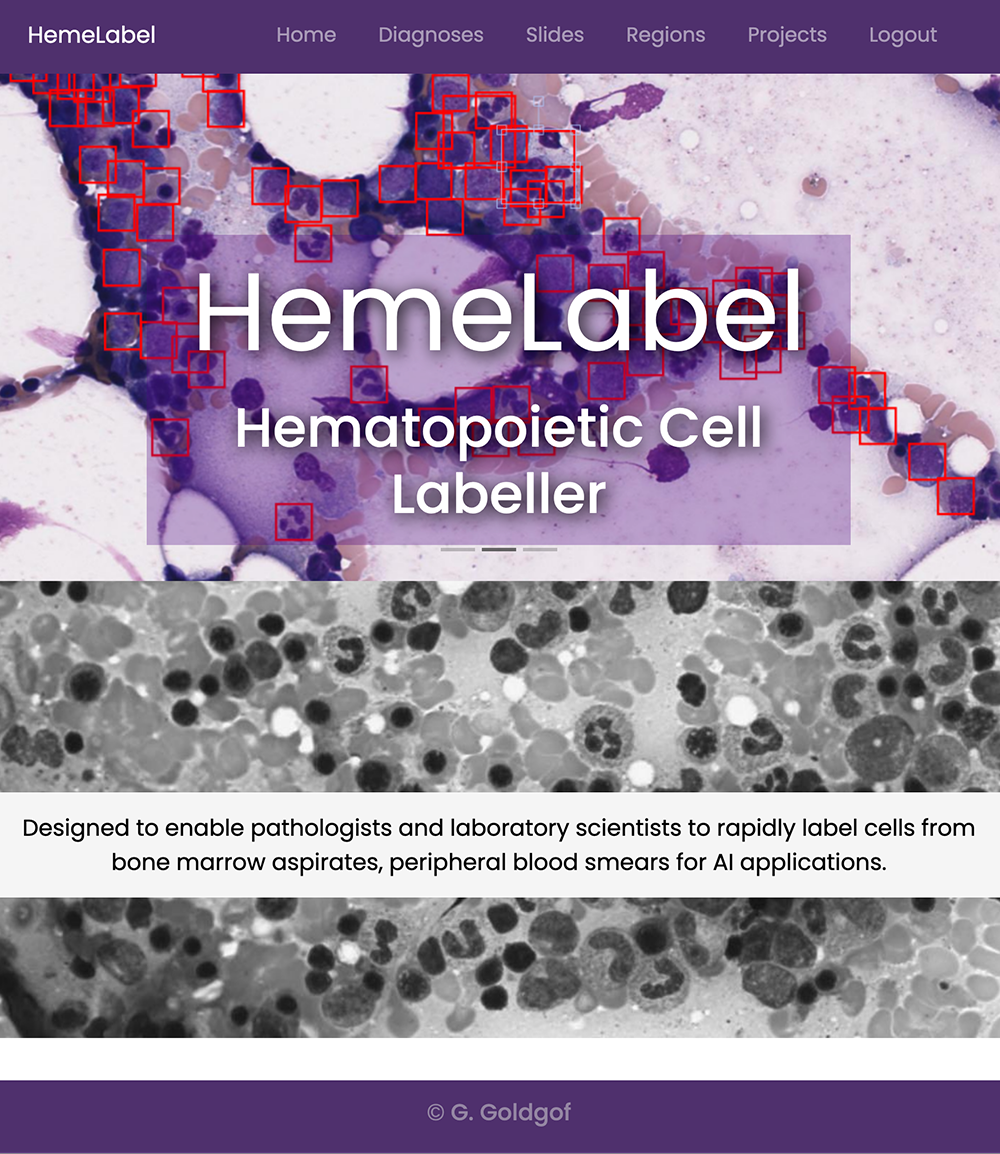 HemeLabel Home Diagnoses Slides Regions Projects Logout
HemeLabel
Hematopoietic Cell
Labeller
Designed to enable pathologists and laboratory scientists to rapidly label cells from
bone marrow aspirates, peripheral blood smears for AI applications.
© G. Goldgof